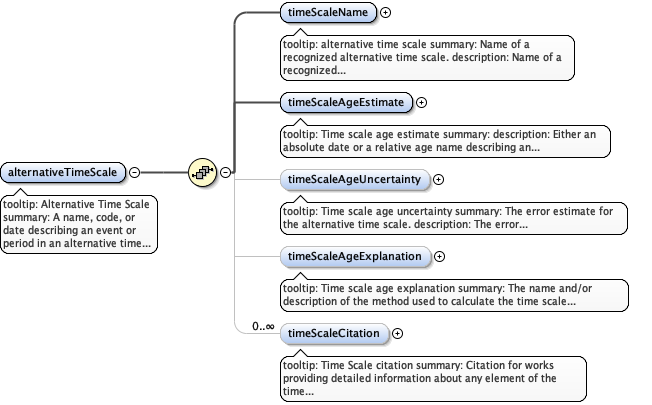 timeScaleName
tooltip: alternative time scale summary: Name of a
recognized alternative time scale. description: Name of a
recognized...
timeScaleAgeEstimate
tooltip: Time scale age estimate summary: description: Either an
absolute date or a relative age name describing an...
alternativeTimeScale
tooltip: Alternative Time Scale
summary: A name, code, or
date describing an event or
period in an alternative time...
timeScaleAgeUncertainty
tooltip: Time scale age uncertainty summary: The error estimate for
the alternative time scale. description: The error...
timeScaleAgeExplanation
tooltip: Time scale age explanation summary: The name and/or
description of the method used to calculate the time scale...
0..∞
timeScaleCitation
tooltip: Time Scale citation summary: Citation for works
providing detailed information about any element of the
time...